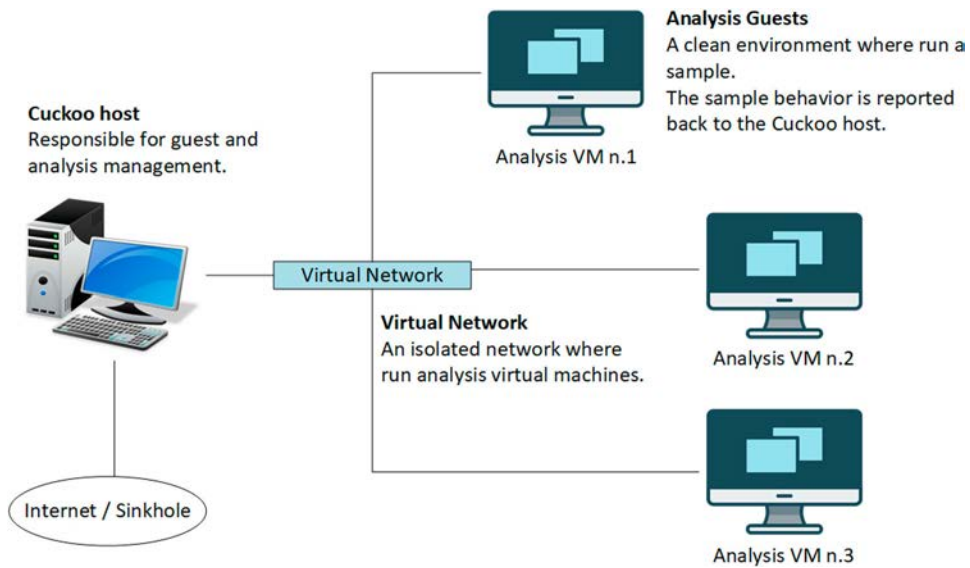 Analysis Guests
A clean environment where run a
sample.
The sample behavior is reported
back to the Cuckoo host.
Analysis VM n.1
Cuckoo host
Responsible for guest and
analysis management.
Virtual Network
Virtual Network
An isolated network where
run analysis virtual machines.
Analysis VM n.2
Internet / Sinkhole
Analysis VM n.3